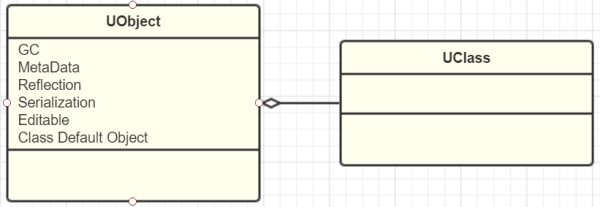 UObject
GC
MetaData
Reflection
Serialization
Editable
Class Default Object
UClass